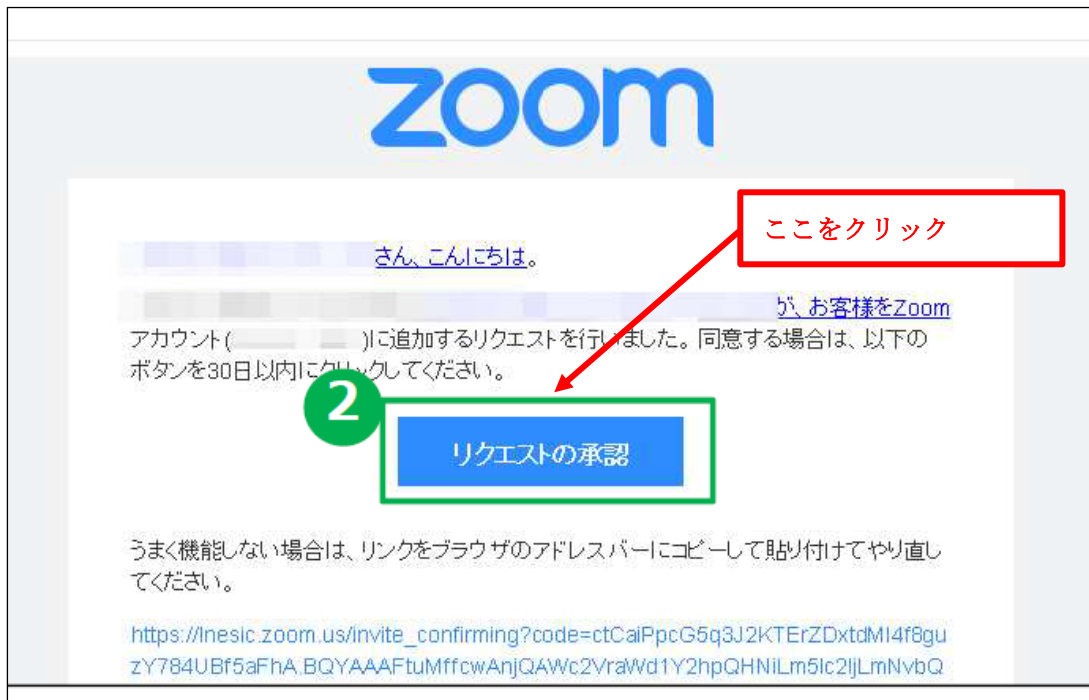 zoom
ここをクリック
さん、こんにちは。
が、お客様をZoom
アカウント( )に追加するリクエストを行いました。同意する場合は、以下の
ボタンを30日以内にクリックしてください。
2
リクエストの承認
うまく機能しない場合は、リンクをブラウザのアドレスバーにコピーして貼り付けてやり直し
てください。
https://lnesic.zoom.us/invite_confirming?code=ctCaiPpcG5q3J2KTErZDxtdMI4f8gu
zY784UBf5aFhA.BQYAAAFtuMffcwAnjQAWc2VraWd1Y2hpQHNiLm5lc2ljLmNvbQ